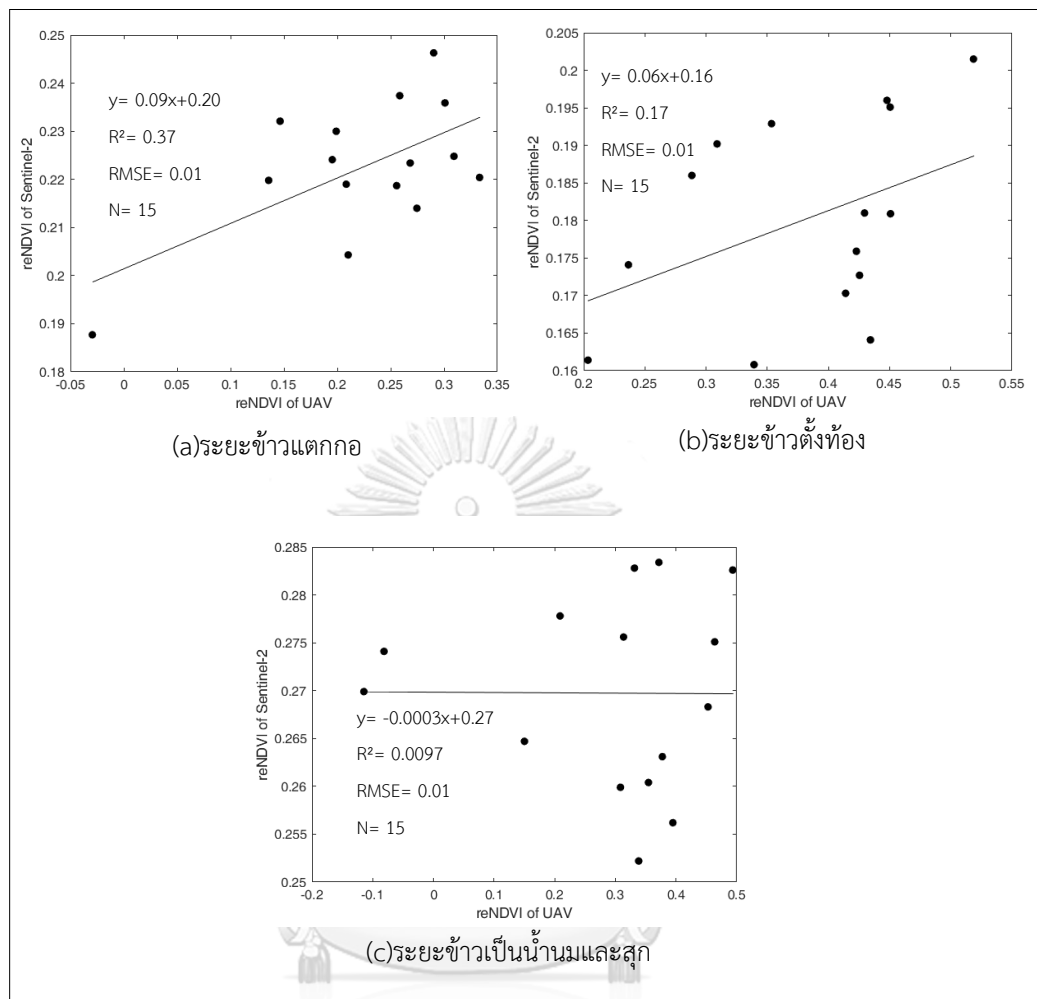 0.25
0.24
0.23
0.22
0.21
0.2
0.19
0.18
reNDVI of Sentinel-2
y= 0.09x+0.20
R²= 0.37
RMSE= 0.01
N= 15
-0.05 0 0.05 0.1 0.15 0.2 0.25 0.3 0.35
reNDVI of UAV
(a)ระยะข้าวแตกกอ
0.205
0.2
0.195
0.19
0.185
0.18
0.175
0.17
0.165
0.16
reNDVI of Sentinel-2
y= 0.06x+0.16
R²= 0.17
RMSE= 0.01
N= 15
0.2 0.25 0.3 0.35 0.4 0.45 0.5 0.55
reNDVI of UAV
(b)ระยะข้าวตั้งท้อง
0.285
0.28
0.275
0.27
0.265
0.26
0.255
0.25
reNDVI of Sentinel-2
y= -0.0003x+0.27
R²= 0.0097
RMSE= 0.01
N= 15
-0.2 -0.1 0 0.1 0.2 0.3 0.4 0.5
reNDVI of UAV
(c)ระยะข้าวเป็นน้ำนมและสุก